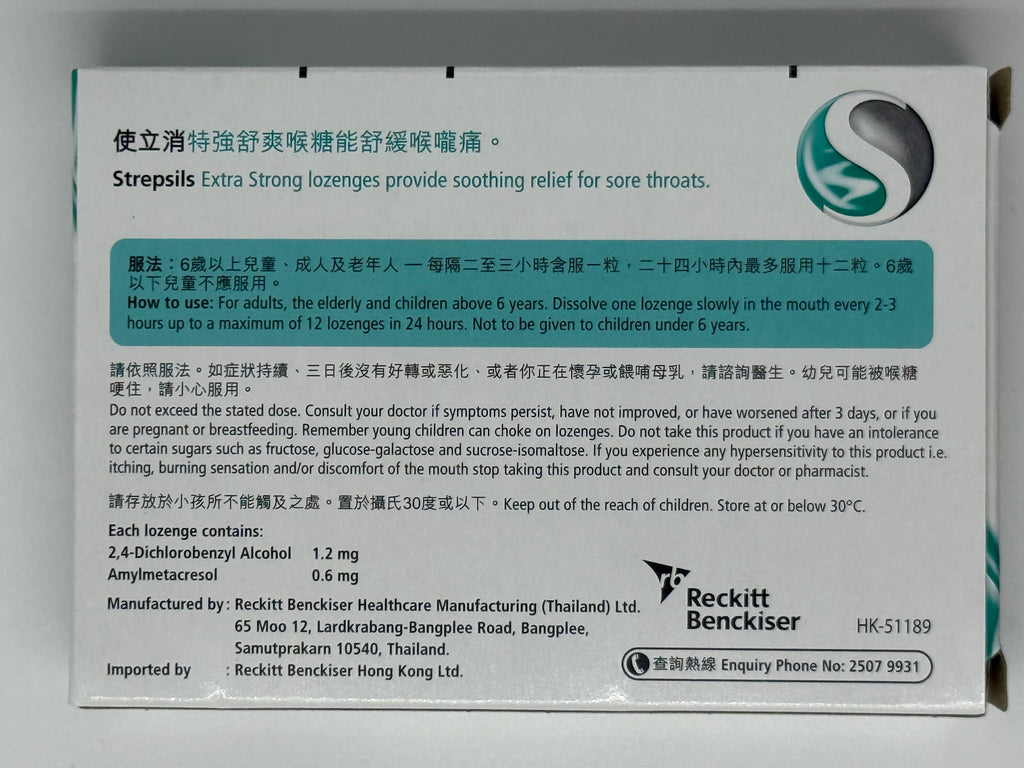 使立消特強舒爽喉糖能舒緩喉嚨痛。
Strepsils Extra Strong lozenges provide soothing relief for sore throats.
服法：6歲以上兒童、成人及老年人 — 每隔二至三小時含服一粒，二十四小時內最多服用十二粒。6歲
以下兒童不應服用。
How to use: For adults, the elderly and children above 6 years. Dissolve one lozenge slowly in the mouth every 2-3
hours up to a maximum of 12 lozenges in 24 hours. Not to be given to children under 6 years.
請依照服法。如症狀持續、三日後沒有好轉或惡化、或者你正在懷孕或餵哺母乳，請諮詢醫生。幼兒可能被喉糖
哽住，請小心服用。
Do not exceed the stated dose. Consult your doctor if symptoms persist, have not improved, or have worsened after 3 days, or if you
are pregnant or breastfeeding. Remember young children can choke on lozenges. Do not take this product if you have an intolerance
to certain sugars such as fructose, glucose-galactose and sucrose-isomaltose. If you experience any hypersensitivity to this product i.e.
itching, burning sensation and/or discomfort of the mouth stop taking this product and consult your doctor or pharmacist.
請存放於小孩所不能觸及之處。置於攝氏30度或以下。Keep out of the reach of children. Store at or below 30°C.
Each lozenge contains:
2,4-Dichlorobenzyl Alcohol 1.2 mg
Amylmetacresol 0.6 mg
Manufactured by : Reckitt Benckiser Healthcare Manufacturing (Thailand) Ltd.
65 Moo 12, Lardkrabang-Bangplee Road, Bangplee,
Samutprakarn 10540, Thailand.
Imported by : Reckitt Benckiser Hong Kong Ltd.
rb
Reckitt
Benckiser
HK-51189
查詢熱線 Enquiry Phone No: 2507 9931